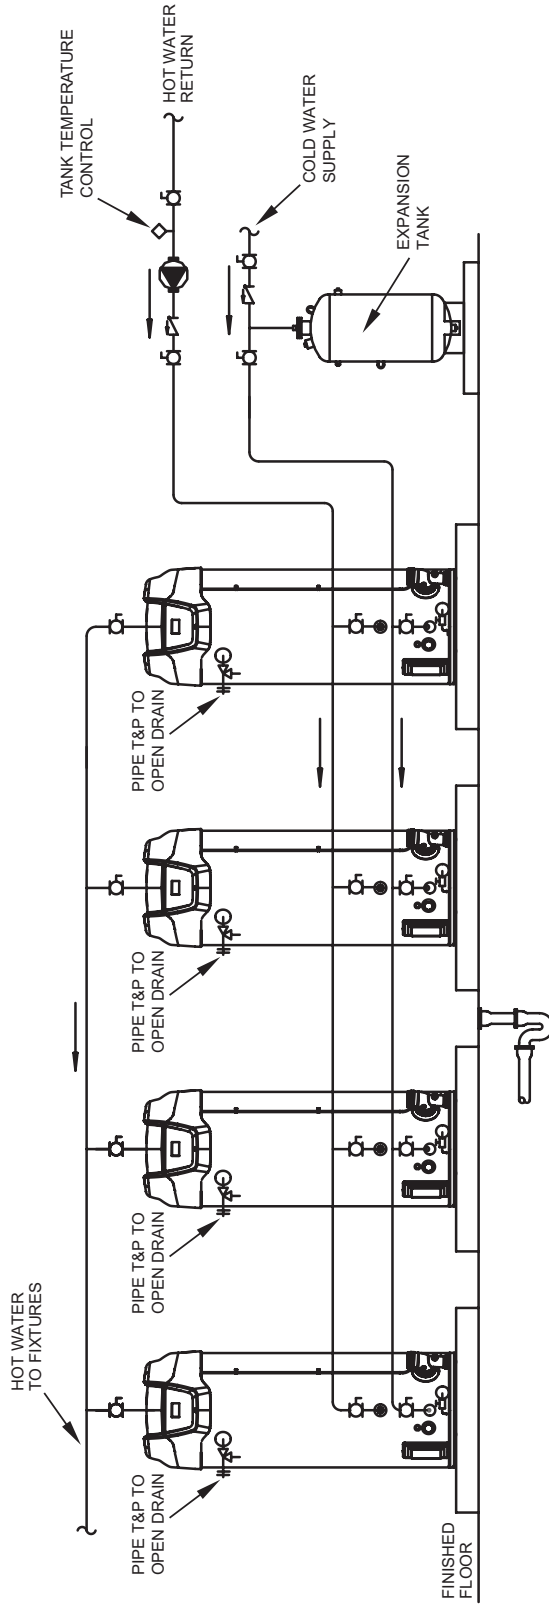 HOT WATER
TO FIXTURES
PIPE T&P TO
OPEN DRAIN
PIPE T&P TO
OPEN DRAIN
PIPE T&P TO
OPEN DRAIN
PIPE T&P TO
OPEN DRAIN
TANK TEMPERATURE
CONTROL
HOT WATER
RETURN
COLD WATER
SUPPLY
EXPANSION
TANK
FINISHED
FLOOR